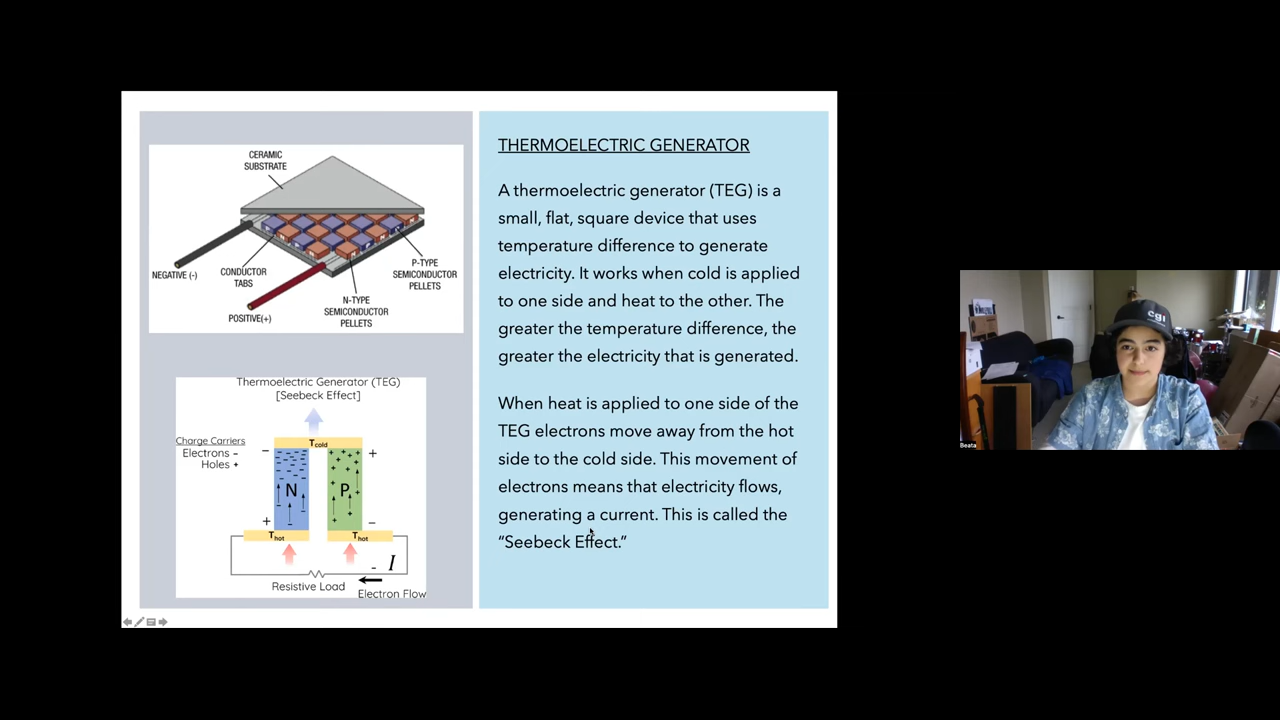 CERAMIC
SUBSTRATE
NEGATIVE (-)
CONDUCTOR
TABS
P-TYPE
SEMICONDUCTOR
PELLETS
POSITIVE(+)
N-TYPE
SEMICONDUCTOR
PELLETS
Thermoelectric Generator (TEG)
[Seebeck Effect]
Charge Carriers
Electrons –
Holes +
Tcold
– +
N P
+ –
Thot Thot
- I
Resistive Load
Electron Flow
THERMOELECTRIC GENERATOR
A thermoelectric generator (TEG) is a
small, flat, square device that uses
temperature difference to generate
electricity. It works when cold is applied
to one side and heat to the other. The
greater the temperature difference, the
greater the electricity that is generated.
When heat is applied to one side of the
TEG electrons move away from the hot
side to the cold side. This movement of
electrons means that electricity flows,
generating a current. This is called the
“Seebeck Effect.”
cgi
Beata